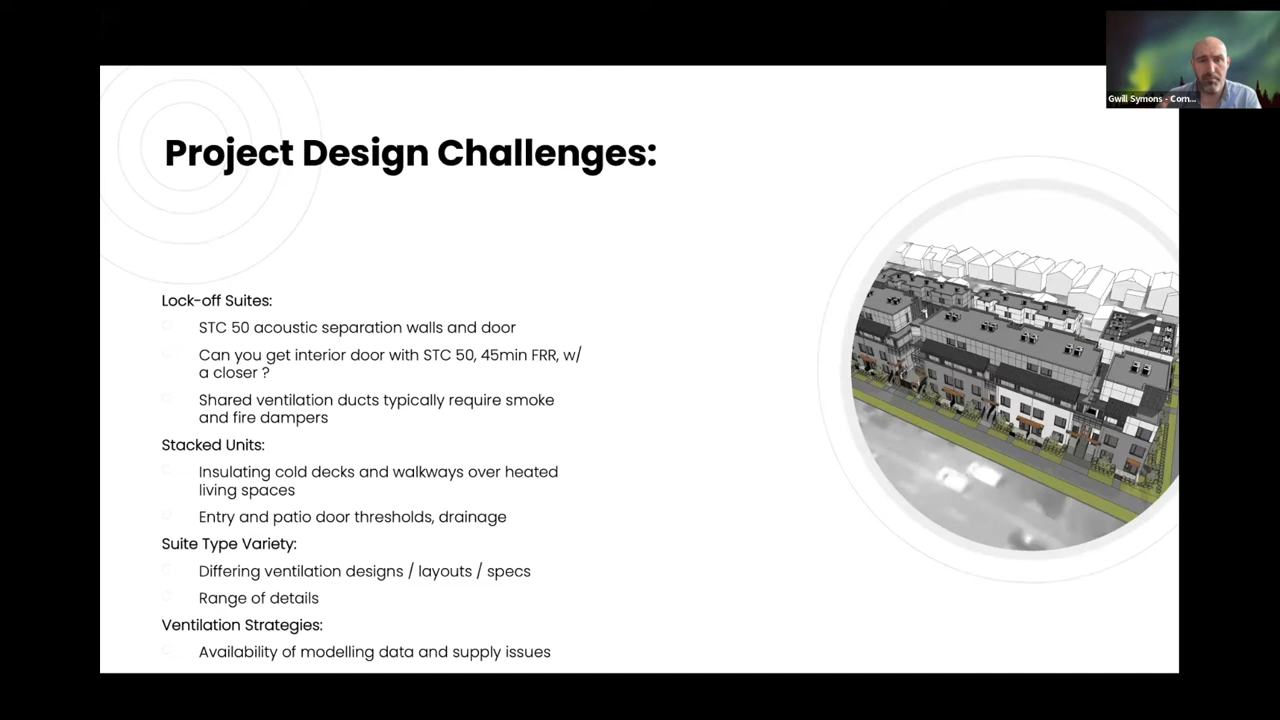 Gwill Symons - Com...
Project Design Challenges:
Lock-off Suites:
STC 50 acoustic separation walls and door
Can you get interior door with STC 50, 45min FRR, w/
a closer ?
Shared ventilation ducts typically require smoke
and fire dampers
Stacked Units:
Insulating cold decks and walkways over heated
living spaces
Entry and patio door thresholds, drainage
Suite Type Variety:
Differing ventilation designs / layouts / specs
Range of details
Ventilation Strategies:
Availability of modelling data and supply issues